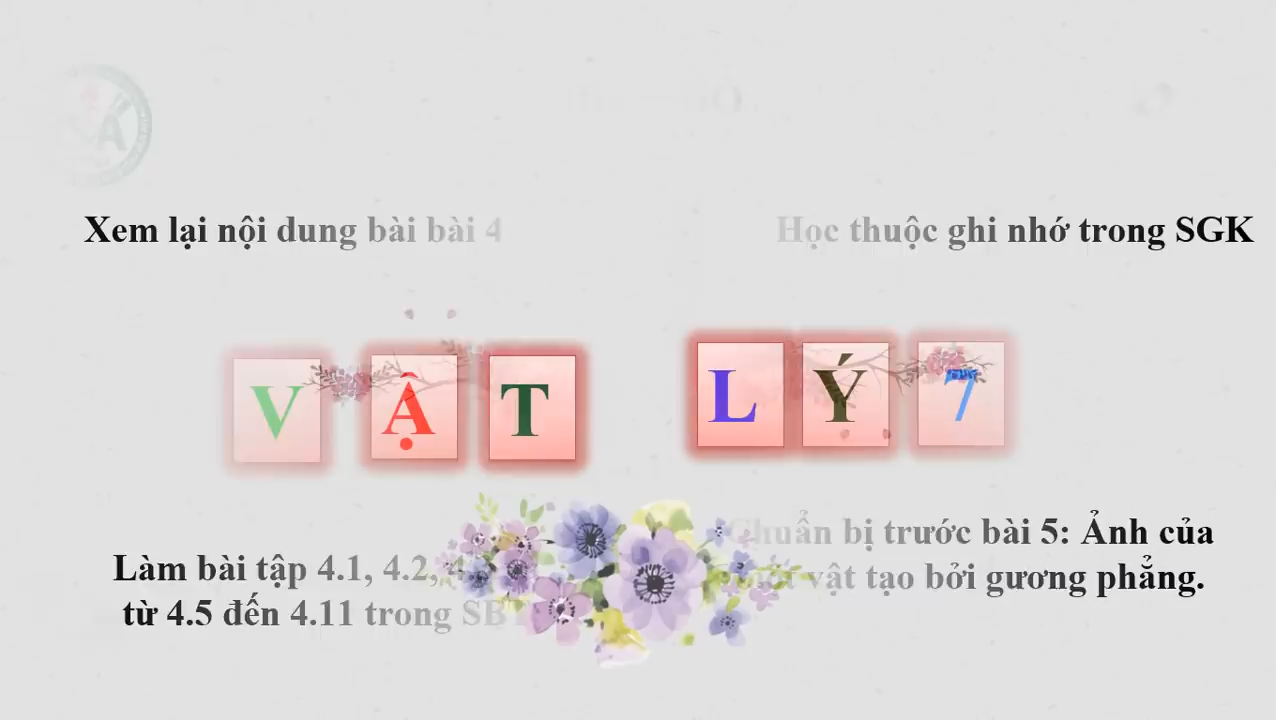 Xem lại nội dung bài bài 4
Học thuộc ghi nhớ trong SGK
VẬT LÝ 7
Chuẩn bị trước bài 5: Ảnh của
vật tạo bởi gương phẳng.
Làm bài tập 4.1, 4.2,
từ 4.5 đến 4.11 trong